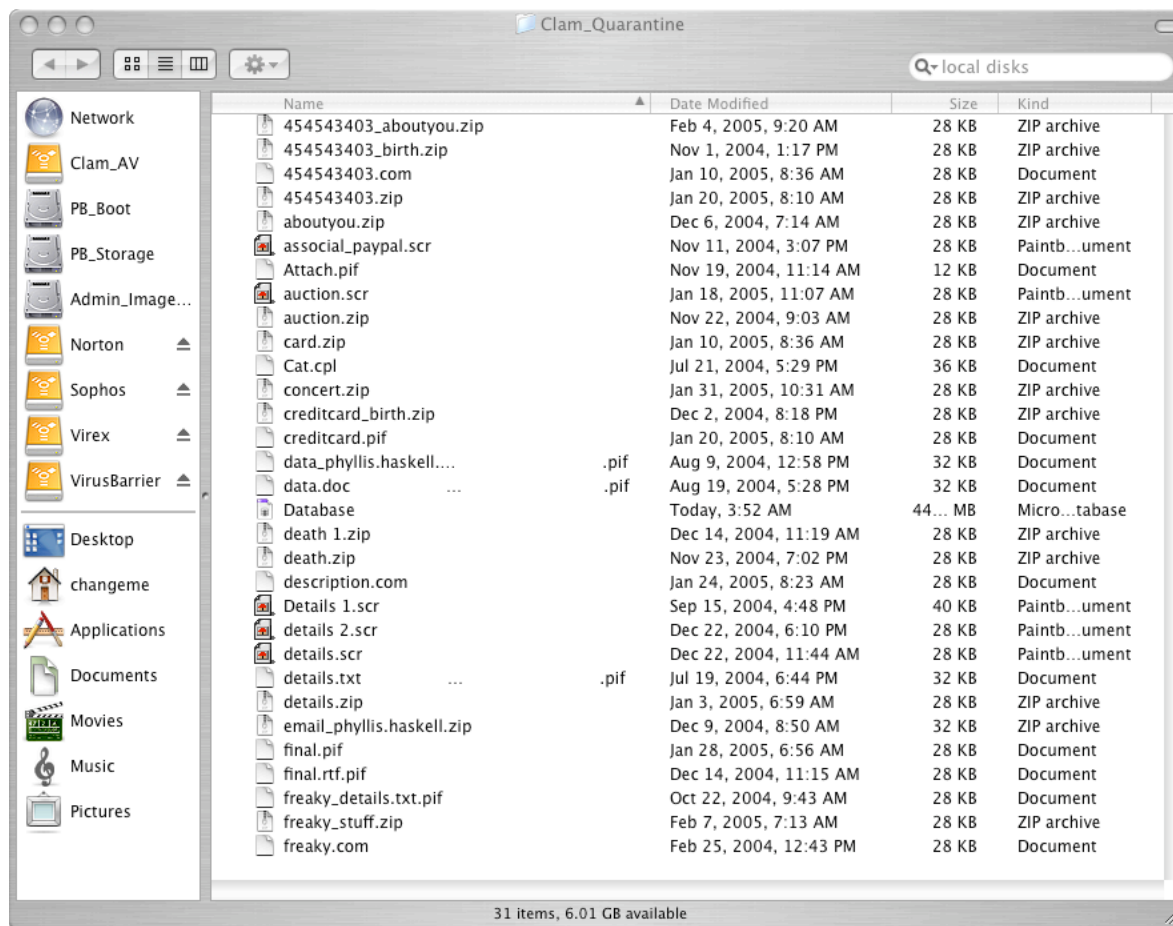 Clam_Quarantine
local disks
Network
Clam_AV
PB_Boot
PB_Storage
Admin_Image...
Norton
Sophos
Virex
VirusBarrier
Desktop
changeme
Applications
Documents
Movies
Music
Pictures
Name Date Modified Size Kind
454543403_aboutyou.zip Feb 4, 2005, 9:20 AM 28 KB ZIP archive
454543403_birth.zip Nov 1, 2004, 1:17 PM 28 KB ZIP archive
454543403.com Jan 10, 2005, 8:36 AM 28 KB Document
454543403.zip Jan 20, 2005, 8:10 AM 28 KB ZIP archive
aboutyou.zip Dec 6, 2004, 7:14 AM 28 KB ZIP archive
associal_paypal.scr Nov 11, 2004, 3:07 PM 28 KB Paintb...ument
Attach.pif Nov 19, 2004, 11:14 AM 12 KB Document
auction.scr Jan 18, 2005, 11:07 AM 28 KB Paintb...ument
auction.zip Nov 22, 2004, 9:03 AM 28 KB ZIP archive
card.zip Jan 10, 2005, 8:36 AM 28 KB ZIP archive
Cat.cpl Jul 21, 2004, 5:29 PM 36 KB Document
concert.zip Jan 31, 2005, 10:31 AM 28 KB ZIP archive
creditcard_birth.zip Dec 2, 2004, 8:18 PM 28 KB ZIP archive
creditcard.pif Jan 20, 2005, 8:10 AM 28 KB Document
data_phyllis.haskell.... .pif Aug 9, 2004, 12:58 PM 32 KB Document
data.doc ... .pif Aug 19, 2004, 5:28 PM 32 KB Document
Database Today, 3:52 AM 44... MB Micro...tabase
death 1.zip Dec 14, 2004, 11:19 AM 28 KB ZIP archive
death.zip Nov 23, 2004, 7:02 PM 28 KB ZIP archive
description.com Jan 24, 2005, 8:23 AM 28 KB Document
Details 1.scr Sep 15, 2004, 4:48 PM 40 KB Paintb...ument
details 2.scr Dec 22, 2004, 6:10 PM 28 KB Paintb...ument
details.scr Dec 22, 2004, 11:44 AM 28 KB Paintb...ument
details.txt ... .pif Jul 19, 2004, 6:44 PM 32 KB Document
details.zip Jan 3, 2005, 6:59 AM 28 KB ZIP archive
email_phyllis.haskell.zip Dec 9, 2004, 8:50 AM 32 KB ZIP archive
final.pif Jan 28, 2005, 6:56 AM 28 KB Document
final.rtf.pif Dec 14, 2004, 11:15 AM 28 KB Document
freaky_details.txt.pif Oct 22, 2004, 9:43 AM 28 KB Document
freaky_stuff.zip Feb 7, 2005, 7:13 AM 28 KB ZIP archive
freaky.com Feb 25, 2004, 12:43 PM 28 KB Document
31 items, 6.01 GB available